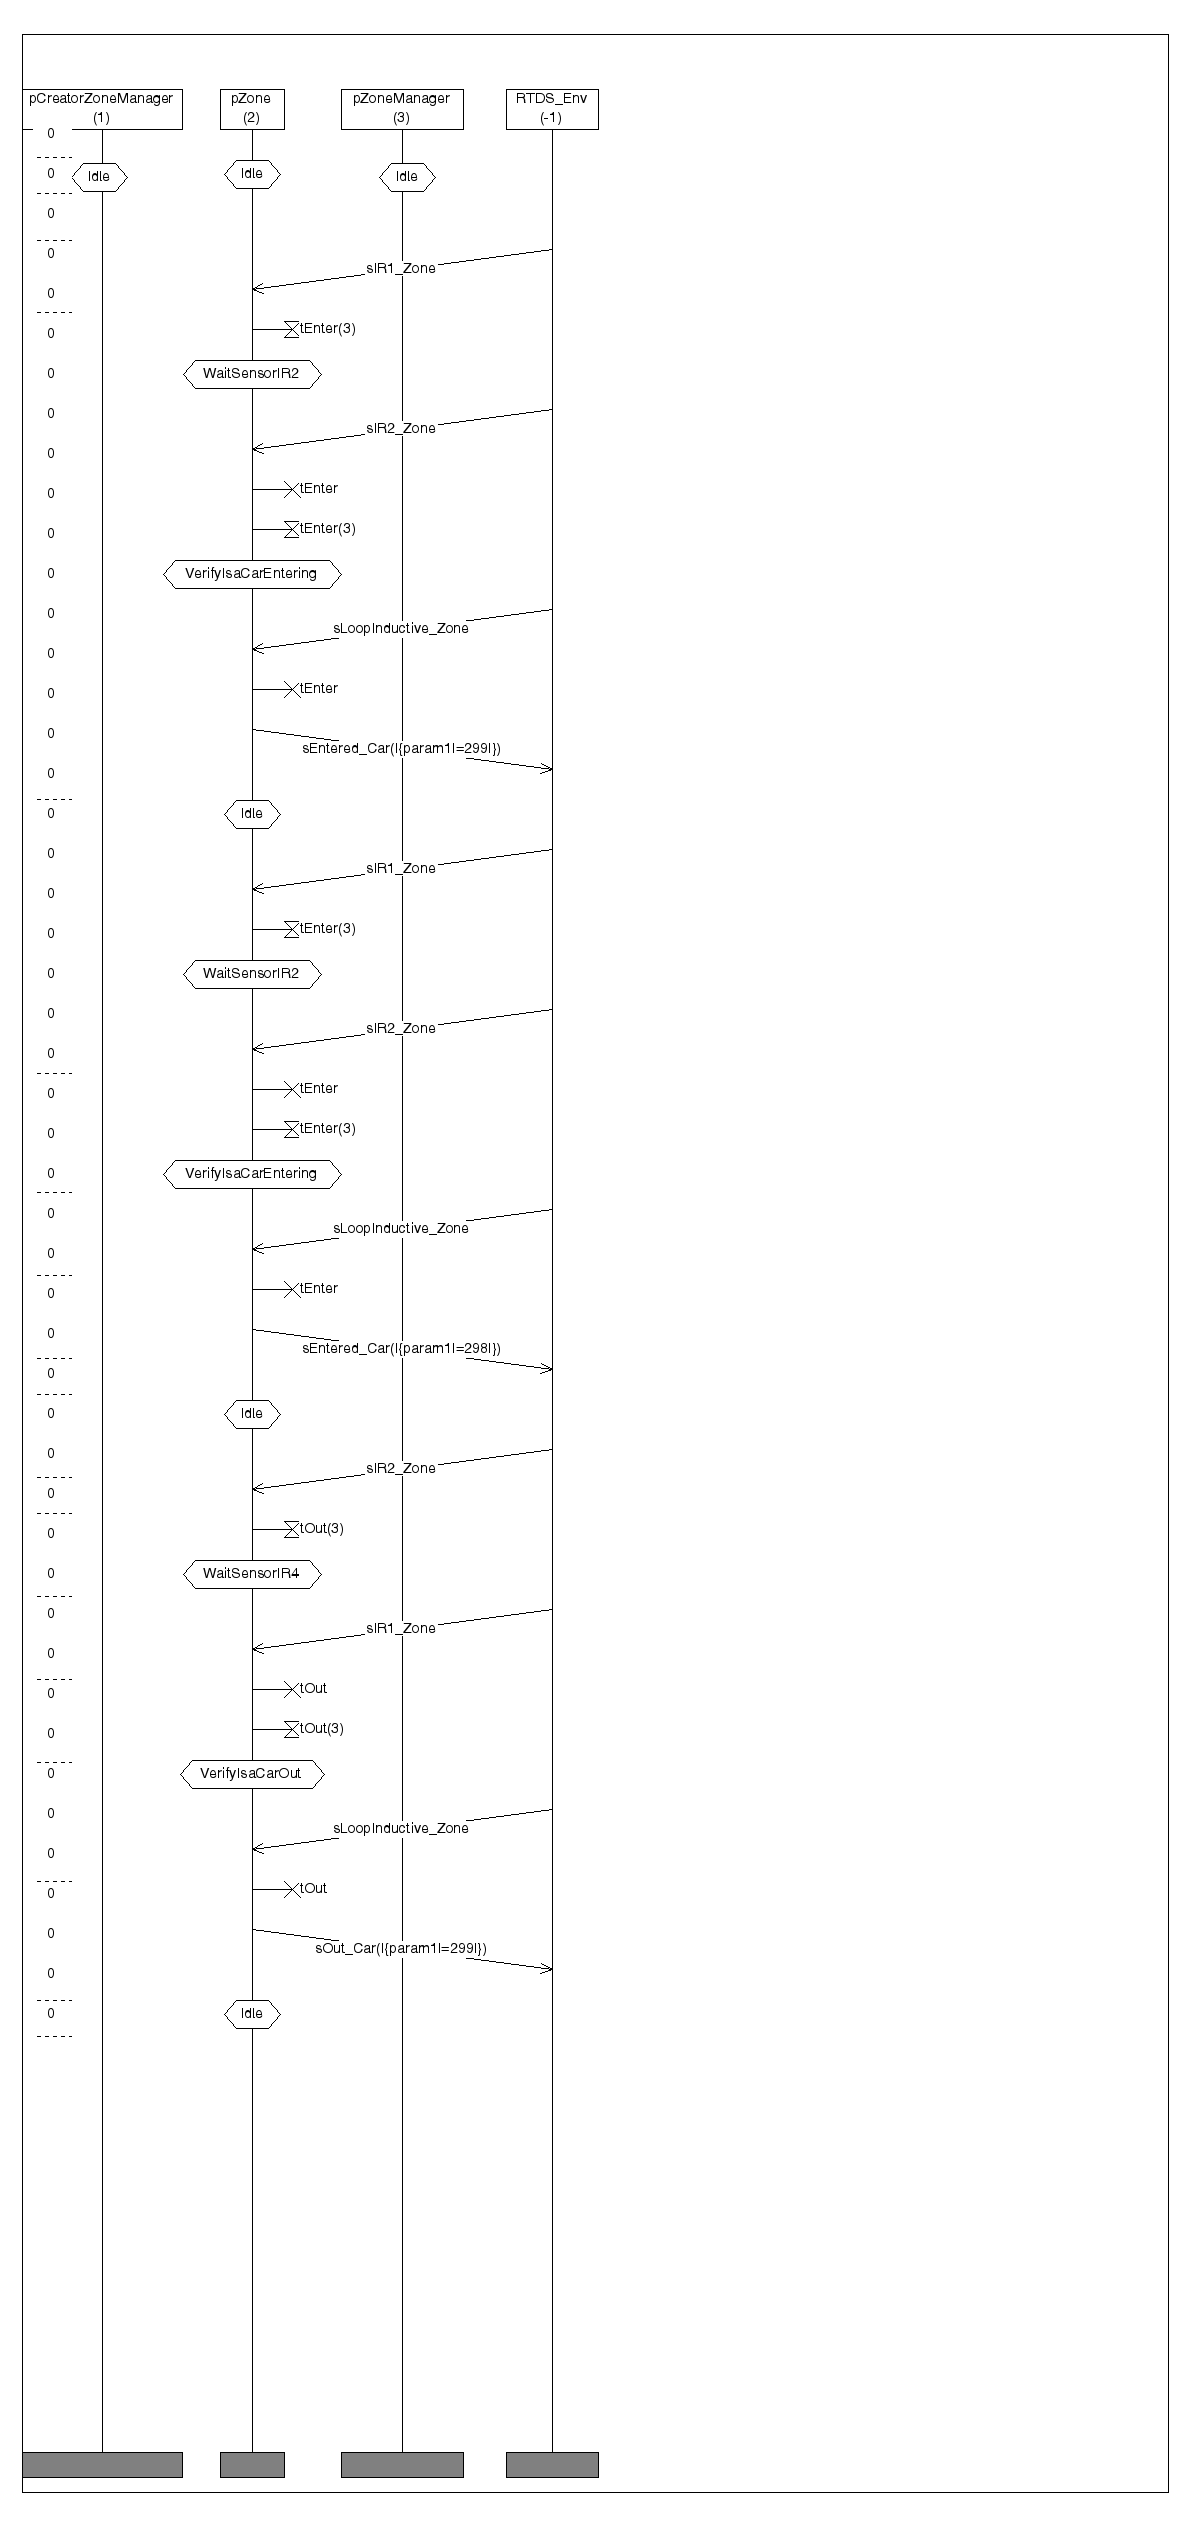 pCreatorZoneManager
(1)
pZone
(2)
pZoneManager
(3)
RTDS_Env
(-1)
0
0
Idle
Idle
Idle
0
0
sIR1_Zone
0
0
tEnter(3)
0
WaitSensorIR2
0
sIR2_Zone
0
0
tEnter
0
tEnter(3)
0
VerifyIsaCarEntering
0
sLoopInductive_Zone
0
0
tEnter
0
sEntered_Car(|{param1|=299|})
0
0
Idle
0
sIR1_Zone
0
0
tEnter(3)
0
WaitSensorIR2
0
sIR2_Zone
0
0
tEnter
0
tEnter(3)
0
VerifyIsaCarEntering
0
sLoopInductive_Zone
0
0
tEnter
0
sEntered_Car(|{param1|=298|})
0
0
Idle
0
sIR2_Zone
0
0
tOut(3)
0
WaitSensorIR4
0
sIR1_Zone
0
0
tOut
0
tOut(3)
0
VerifyIsaCarOut
0
sLoopInductive_Zone
0
0
tOut
0
sOut_Car(|{param1|=299|})
0
0
Idle